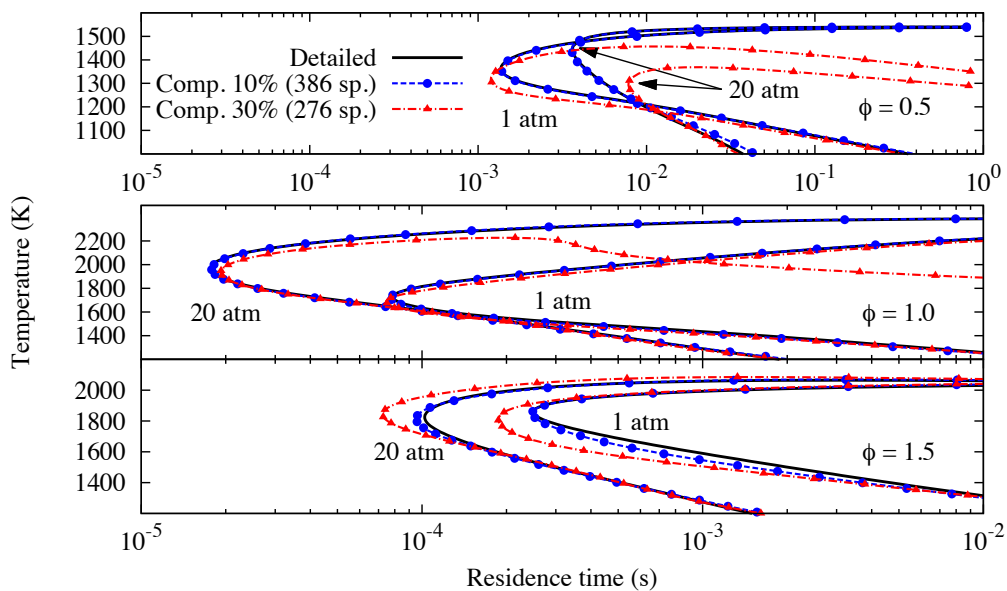 1500
1400
1300
1200
1100
Detailed
Comp. 10% (386 sp.)
Comp. 30% (276 sp.)
1 atm
20 atm
ϕ = 0.5
10-5 10-4 10-3 10-2 10-1 100
Temperature (K)
2200
2000
1800
1600
1400
20 atm
1 atm
ϕ = 1.0
2000
1800
1600
1400
20 atm
1 atm
ϕ = 1.5
10-5 10-4 10-3 10-2
Residence time (s)